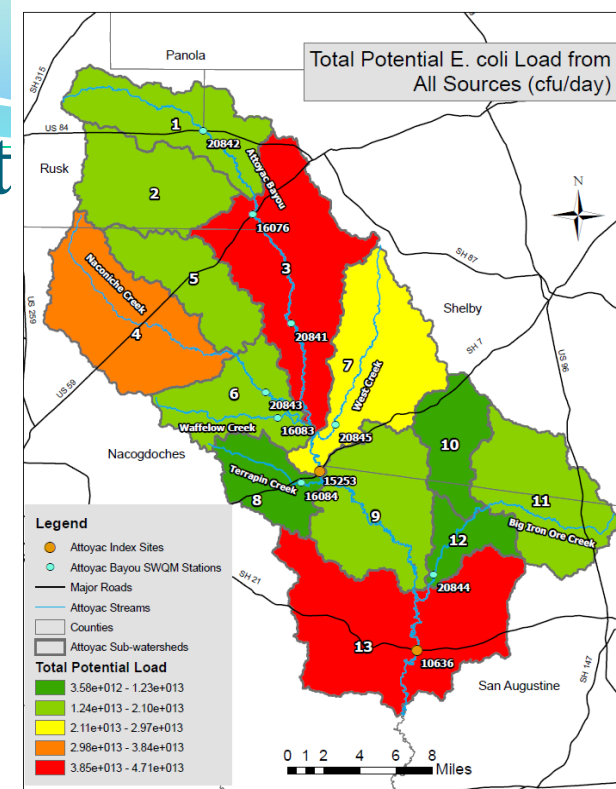 t
Total Potential E. coli Load from
All Sources (cfu/day)
Panola
SH 315
US 84
1
20842
Attoyac Bayou
Rusk
2
N
16076
3
SH 87
5
Naconiche Creek
4
US 259
Shelby
20841
7
SH 7
US 96
West Creek
6
US 59
20843
Waffelow Creek
16083
20845
10
Nacogdoches
Terrapin Creek
15253
16084
8
9
11
12
Big Iron Ore Creek
SH 21
20844
13
10636
San Augustine
SH 147
Legend
Attoyac Index Sites
Attoyac Bayou SWQM Stations
Major Roads
Attoyac Streams
Counties
Attoyac Sub-watersheds
Total Potential Load
3.58e+012 - 1.23e+013
1.24e+013 - 2.10e+013
2.11e+013 - 2.97e+013
2.98e+013 - 3.84e+013
3.85e+013 - 4.71e+013
0 1 2 4 6 8
Miles